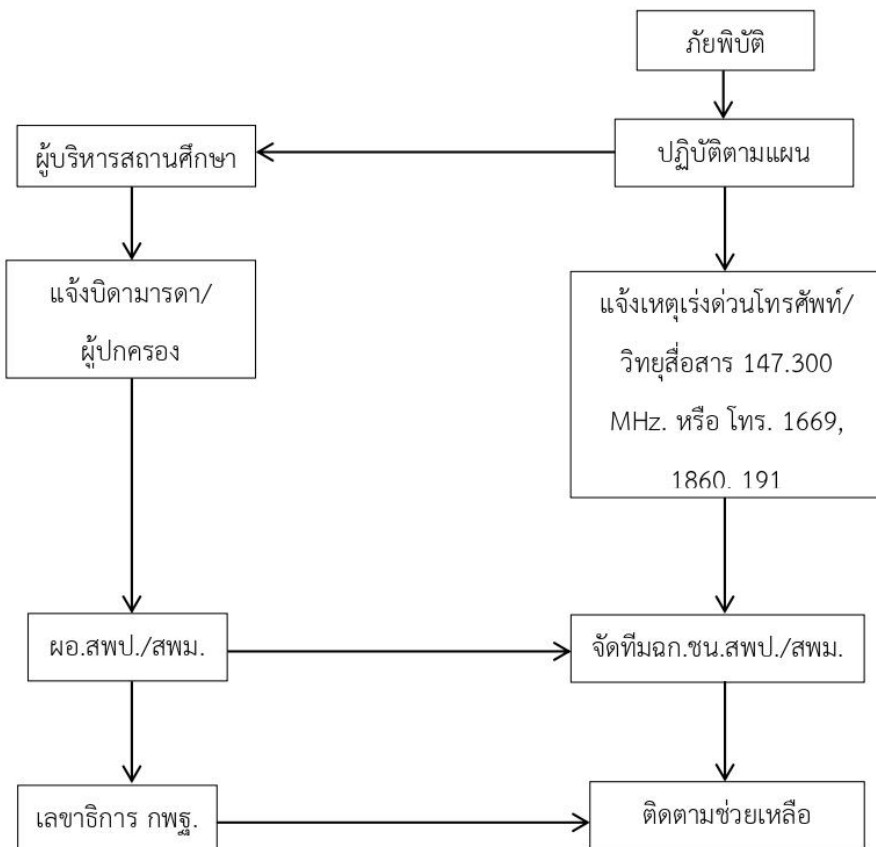 ภัยพิบัติ
ผู้บริหารสถานศึกษา
ปฏิบัติตามแผน
แจ้งบิดามารดา/
ผู้ปกครอง
แจ้งเหตุเร่งด่วนโทรศัพท์/
วิทยุสื่อสาร 147.300
MHz. หรือ โทร. 1669,
1860. 191
ผอ.สพป./สพม.
จัดทีมฉก.ชน.สพป./สพม.
เลขาธิการ กพฐ.
ติดตามช่วยเหลือ